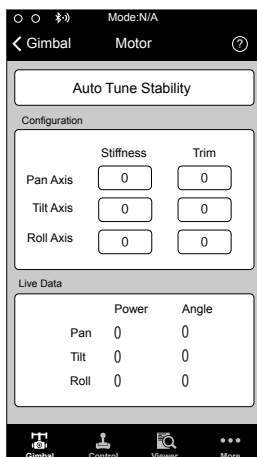 Mode:N/A
Gimbal Motor ?
Auto Tune Stability
Configuration
Stiffness Trim
Pan Axis 0 0
Tilt Axis 0 0
Roll Axis 0 0
Live Data
Power Angle
Pan 0 0
Tilt 0 0
Roll 0 0
Gimbal Control Viewer More